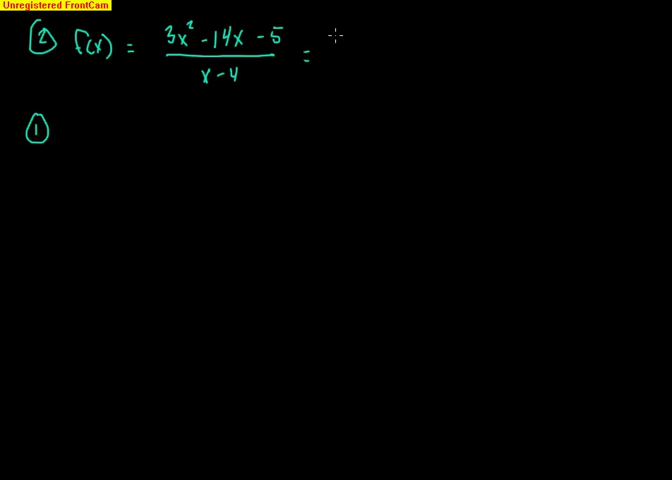 Unregistered FrontCam
② f(x) = (3x² - 14x - 5) / (x - 4) =
①